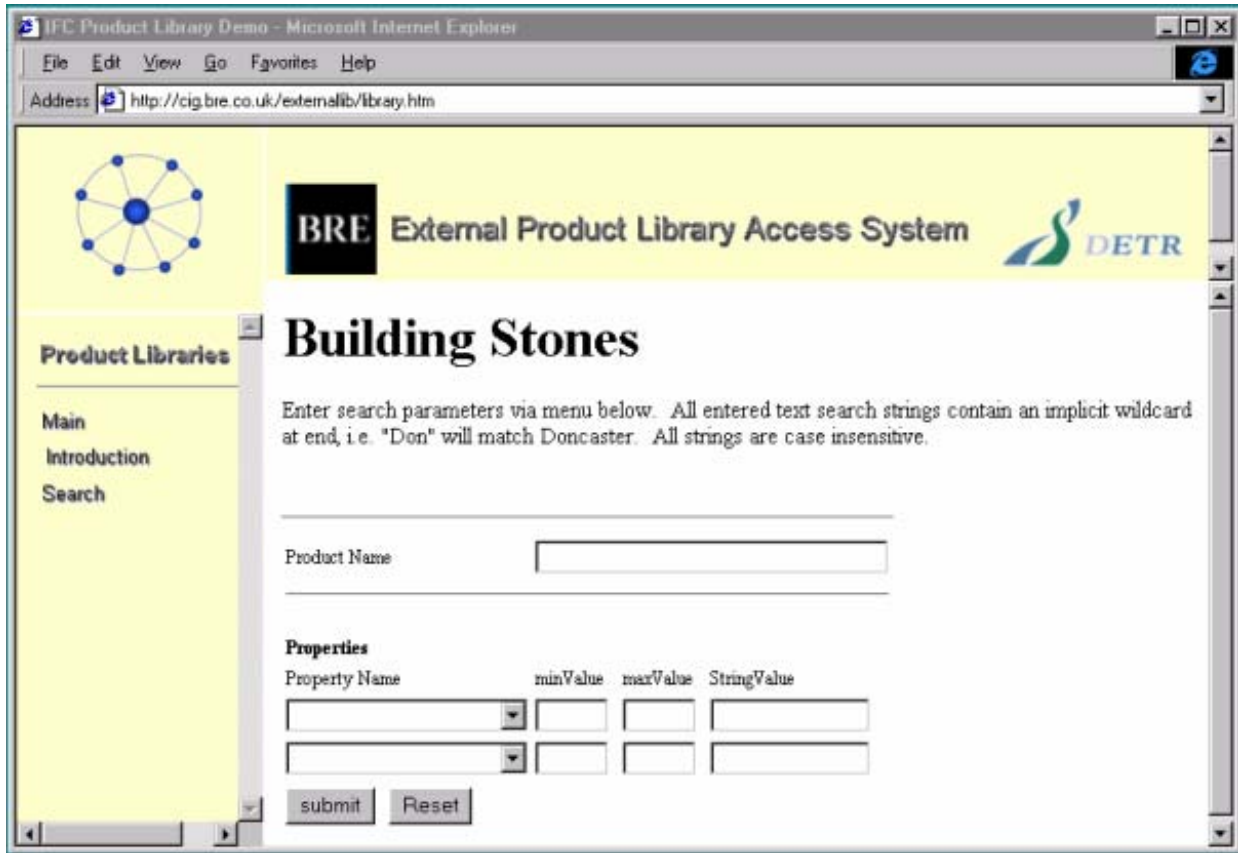 IFC Product Library Demo - Microsoft Internet Explorer
File Edit View Go Favorites Help
Address http://cig.bre.co.uk/externallib/library.htm
BRE External Product Library Access System DETR
Product Libraries
Main
Introduction
Search
Building Stones
Enter search parameters via menu below. All entered text search strings contain an implicit wildcard
at end, i.e. "Don" will match Doncaster. All strings are case insensitive.
Product Name
Properties
Property Name minValue maxValue StringValue
submit Reset